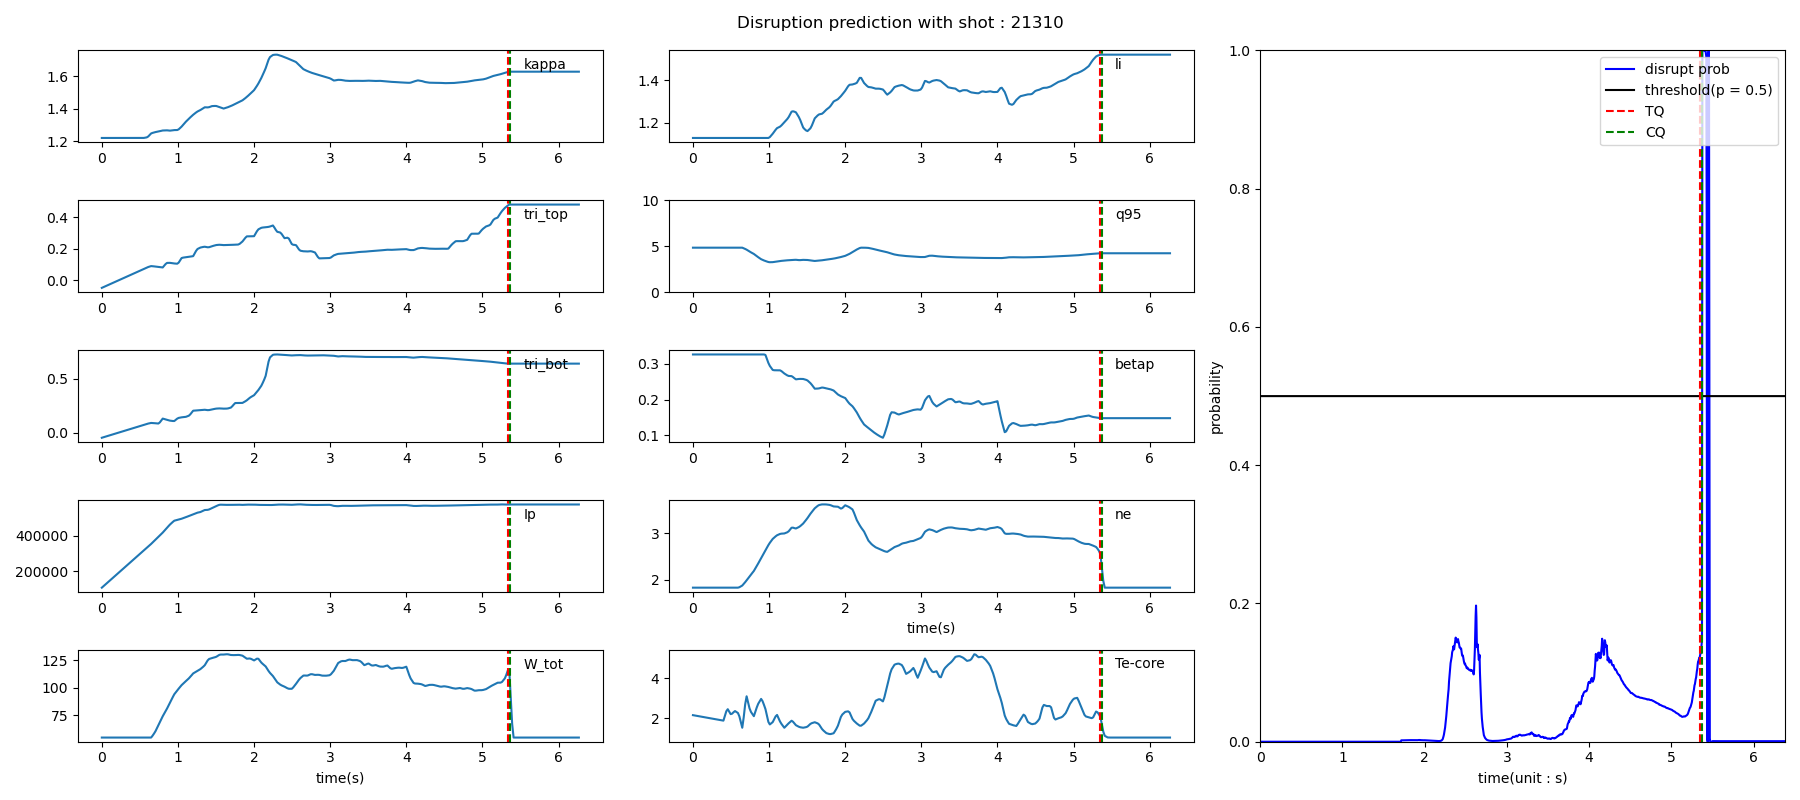 Disruption prediction with shot : 21310
kappa
1.6
1.4
1.2
0 1 2 3 4 5 6
li
1.4
1.2
0 1 2 3 4 5 6
tri_top
0.4
0.2
0.0
0 1 2 3 4 5 6
q95
10
5
0
0 1 2 3 4 5 6
tri_bot
0.5
0.0
0 1 2 3 4 5 6
betap
0.3
0.2
0.1
0 1 2 3 4 5 6
Ip
400000
200000
0 1 2 3 4 5 6
ne
3
2
0 1 2 3 4 5 6
time(s)
W_tot
125
100
75
0 1 2 3 4 5 6
time(s)
Te-core
4
2
0 1 2 3 4 5 6
disrupt prob
threshold(p = 0.5)
TQ
CQ
probability
1.0
0.8
0.6
0.4
0.2
0.0
0 1 2 3 4 5 6
time(unit : s)